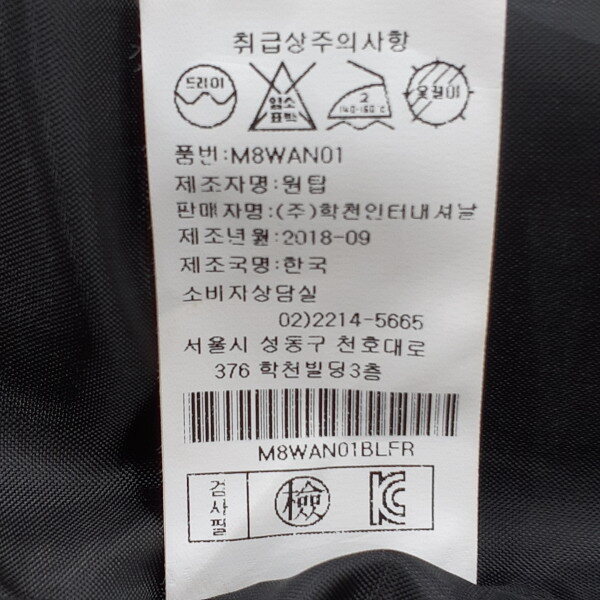 취급상주의사항
드라이
염소
표백
2
140-160℃
옷걸이
품번:M8WAN01
제조자명:원탑
판매자명:(주)학천인터내셔날
제조년월:2018-09
제조국명:한국
소비자상담실
02)2214-5665
서울시 성동구 천호대로
376 학천빌딩3층
M8WAN01BLFR
검사필
檢
KC